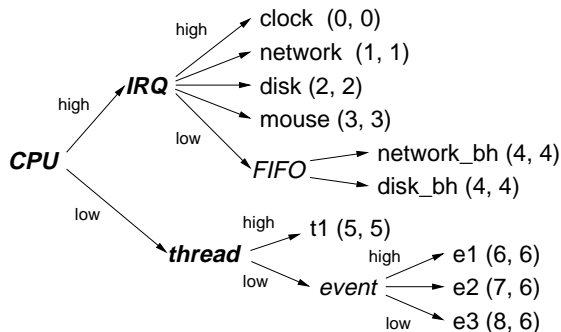 clock (0, 0)
high
network (1, 1)
IRQ
disk (2, 2)
high
mouse (3, 3)
low
network_bh (4, 4)
CPU
FIFO
disk_bh (4, 4)
low
high
t1 (5, 5)
thread
high
e1 (6, 6)
low
event
e2 (7, 6)
low
e3 (8, 6)